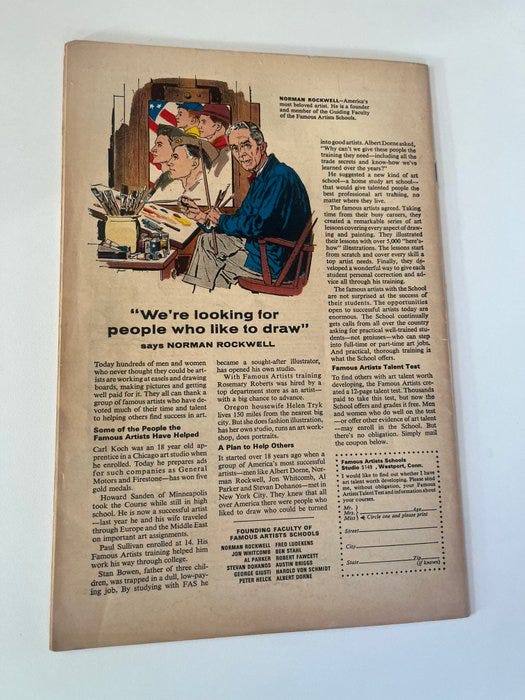 NORMAN ROCKWELL—America's
most beloved artist. He is a founder
and member of the Guiding Faculty
of the Famous Artists Schools.
"We're looking for
people who like to draw"
says NORMAN ROCKWELL
Today hundreds of men and women
who never thought they could be art-
ists are working at easels and drawing
boards, making pictures and getting
well paid for it. They all can thank a
group of famous artists who have de-
voted much of their time and talent
to helping others find success in art.
Some of the People the
Famous Artists Have Helped
Carl Koch was an 18 year old ap-
prentice in a Chicago art studio when
he enrolled. Today he prepares ads
for such companies as General
Motors and Firestone—has won five
gold medals.
Howard Sanden of Minneapolis
took the Course while still in high
school. He is now a successful artist
—last year he and his wife traveled
through Europe and the Middle East
on important art assignments.
Paul Sullivan enrolled at 14. His
Famous Artists training helped him
work his way through college.
Stan Bowen, father of three chil-
dren, was trapped in a dull, low-pay-
ing job. By studying with FAS he
became a sought-after illustrator,
has opened his own studio.
With Famous Artists training
Rosemary Roberts was hired by a
top department store as an artist—
with a big chance to advance.
Oregon housewife Helen Tryk
lives 150 miles from the nearest big
city. But she does fashion illustration,
has her own studio, runs an art work-
shop, does portraits.
A Plan to Help Others
It started over 18 years ago when a
group of America's most successful
artists—men like Albert Dorne, Nor-
man Rockwell, Jon Whitcomb, Al
Parker and Stevan Dohanos—met in
New York City. They knew that all
over America there were people who
liked to draw who could be turned
into good artists. Albert Dorne asked,
"Why can't we give these people the
training they need—including all the
trade secrets and know-how we've
learned over the years?"
He suggested a new kind of art
school—a home study art school—
that would give talented people the
best professional art training, no
matter where they live.
The famous artists agreed. Taking
time from their busy careers, they
created a remarkable series of art
lessons covering every aspect of draw-
ing and painting. They illustrated
their lessons with over 5,000 "here's-
how" illustrations. The lessons start
from scratch and cover every skill a
top artist needs. Finally, they de-
veloped a wonderful way to give each
student personal correction and ad-
vice all through his training.
The famous artists with the School
are not surprised at the success of
their students. The opportunities
open to successful artists today are
enormous. The School continually
gets calls from all over the country
asking for practical well-trained stu-
dents—not geniuses—who can step
into full-time or part-time art jobs.
And practical, thorough training is
what the School offers.
Famous Artists Talent Test
To find others with art talent worth
developing, the Famous Artists cre-
ated a 12-page talent test. Thousands
paid to take this test, but now the
School offers and grades it free. Men
and women who do well on the test
—or offer other evidence of art talent
—may enroll in the School. But
there's no obligation. Simply mail
the coupon below.
FOUNDING FACULTY OF
FAMOUS ARTISTS SCHOOLS
NORMAN ROCKWELL FRED LUDEKENS
JON WHITCOMB BEN STAHL
AL PARKER ROBERT FAWCETT
STEVAN DOHANOS AUSTIN BRIGGS
GEORGE GIUSTI HAROLD VON SCHMIDT
PETER HELCK ALBERT DORNE
Famous Artists Schools
Studio 5149, Westport, Conn.
I would like to find out whether I have
art talent worth developing. Please send
me, without obligation, your Famous
Artists Talent Test and information about
your courses.
Mr.
Mrs. Age
Miss Circle one and please print
Street
City
State Zip
(if known)